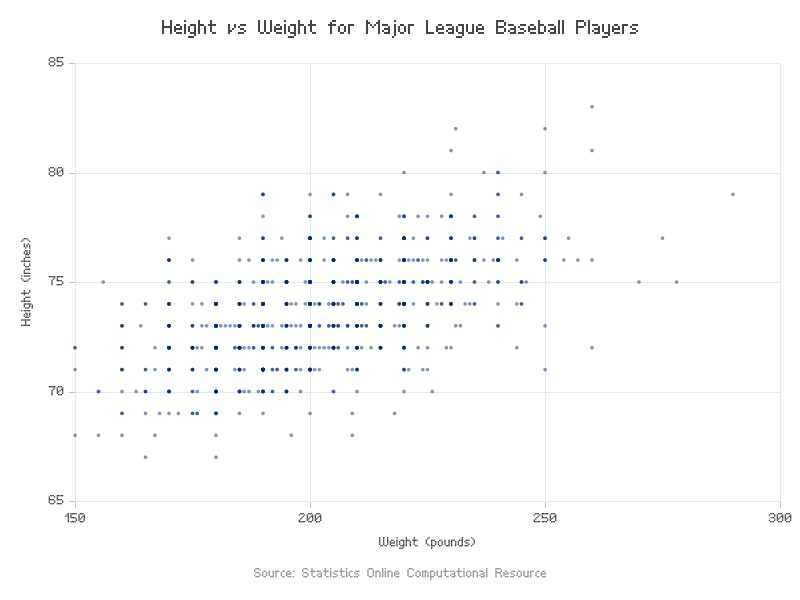 Height vs Weight for Major League Baseball Players
85
80
75
70
65
Height (inches)
150 200 250 300
Weight (pounds)
Source: Statistics Online Computational Resource